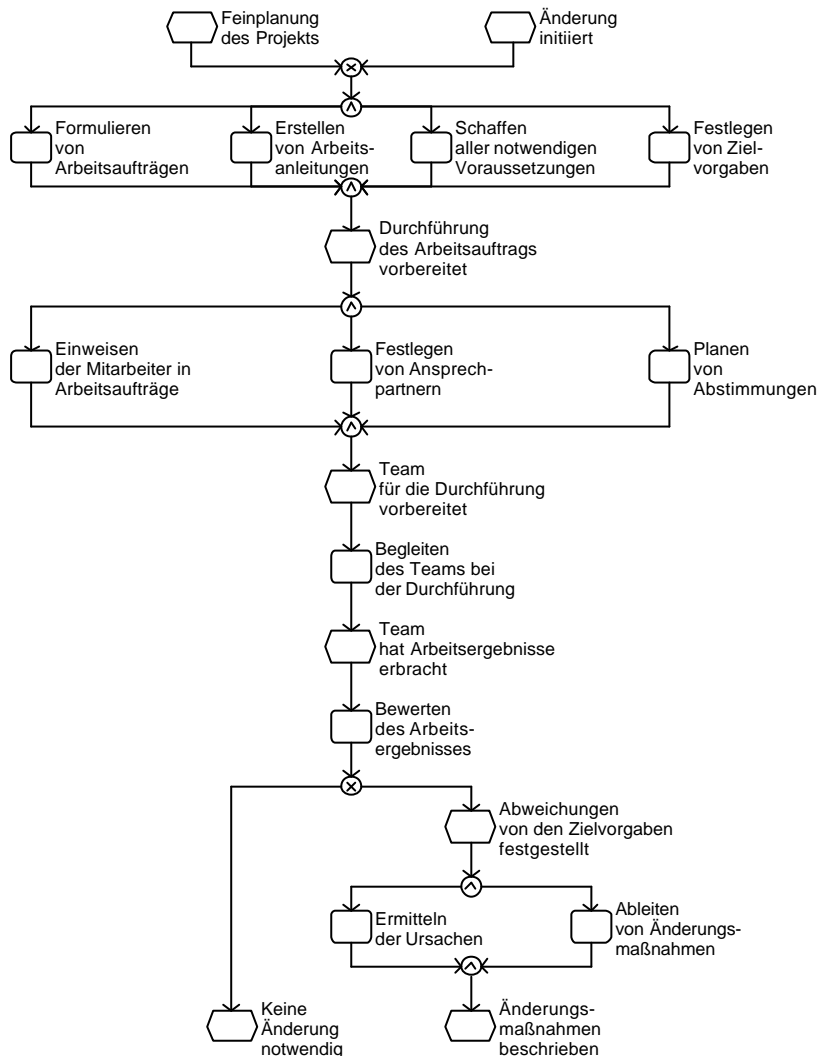 Feinplanung
des Projekts
Änderung
initiiert
Formulieren
von
Arbeitsaufträgen
Erstellen
von Arbeits-
anleitungen
Schaffen
aller notwendigen
Voraussetzungen
Festlegen
von Ziel-
vorgaben
Durchführung
des Arbeitsauftrags
vorbereitet
Einweisen
der Mitarbeiter in
Arbeitsaufträge
Festlegen
von Ansprech-
partnern
Planen
von
Abstimmungen
Team
für die Durchführung
vorbereitet
Begleiten
des Teams bei
der Durchführung
Team
hat Arbeitsergebnisse
erbracht
Bewerten
des Arbeits-
ergebnisses
Abweichungen
von den Zielvorgaben
festgestellt
Ermitteln
der Ursachen
Ableiten
von Änderungs-
maßnahmen
Keine
Änderung
notwendig
Änderungs-
maßnahmen
beschrieben